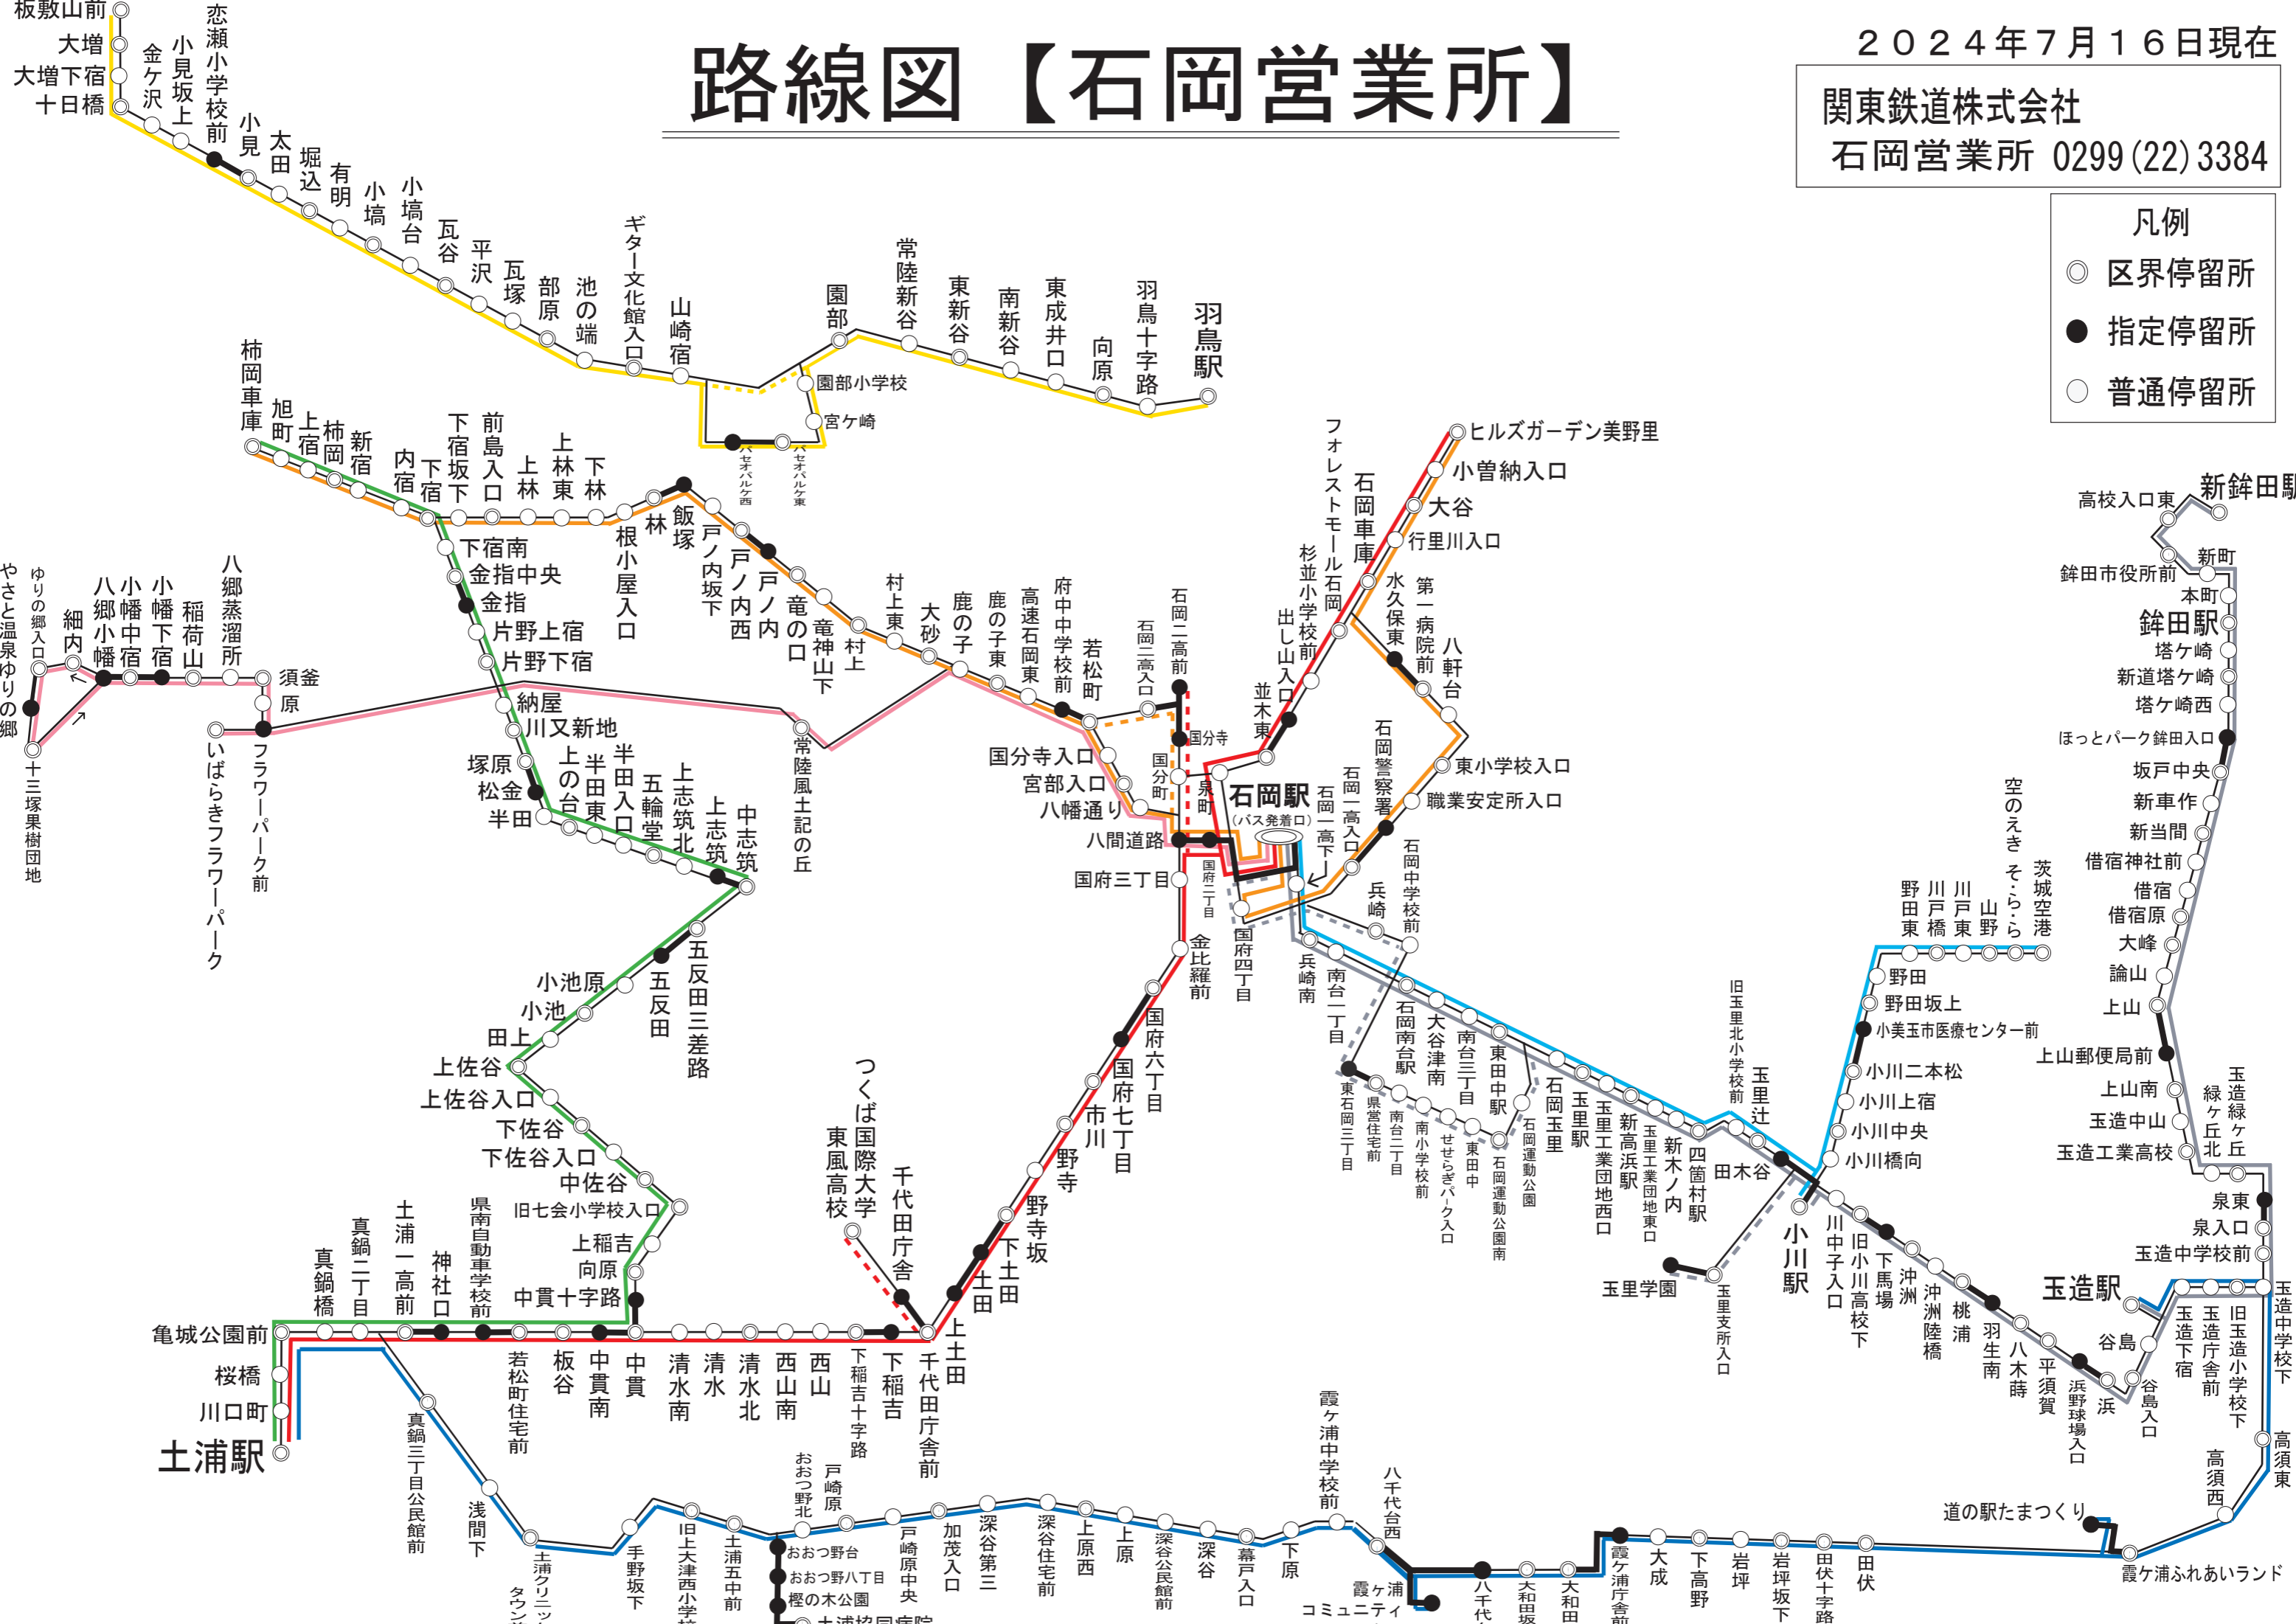 路線図【石岡営業所】
２０２４年７月１６日現在
関東鉄道株式会社
石岡営業所 0299(22)3384
凡例
区界停留所
指定停留所
普通停留所
板敷山前
大増
大増下宿
十日橋
金ケ沢
小見坂上
恋瀬小学校前
小見
太田
堀込
有明
小塙
小塙台
瓦谷
平沢
瓦塚
部原
池の端
ギター文化館入口
山崎宿
パセオパルケ西
パセオパルケ東
宮ケ崎
園部小学校
園部
常陸新谷
東新谷
南新谷
東成井口
向原
羽鳥十字路
羽鳥駅
柿岡車庫
旭町
上宿
柿岡
新宿
内宿
下宿
下宿坂下
前島入口
上林
上林東
下林
根小屋入口
林
飯塚
戸ノ内坂下
戸ノ内西
戸ノ内
竜の口
竜神山下
村上
村上東
大砂
鹿の子
鹿の子東
高速石岡東
府中中学校前
若松町
石岡二高入口
石岡二高前
国分寺
国分町
国分寺入口
宮部入口
八幡通り
八間道路
国府二丁目
国府三丁目
泉町
石岡駅
(バス発着口)
並木東
出し山入口
杉並小学校前
フォレストモール石岡
石岡車庫
行里川入口
大谷
小曽納入口
ヒルズガーデン美野里
水久保東
第一病院前
八軒台
東小学校入口
職業安定所入口
石岡警察署
石岡一高入口
石岡一高下
国府四丁目
下宿南
金指中央
金指
片野上宿
片野下宿
納屋
川又新地
塚原
松金
半田
上の台
半田東
半田入口
五輪堂
上志筑北
上志筑
中志筑
五反田三差路
五反田
小池原
小池
田上
上佐谷
上佐谷入口
下佐谷
下佐谷入口
中佐谷
旧七会小学校入口
上稲吉
向原
中貫十字路
やさと温泉ゆりの郷
ゆりの郷入口
細内
八郷小幡
小幡中宿
小幡下宿
稲荷山
八郷蒸溜所
須釜
原
フラワーパーク前
いばらきフラワーパーク
十三塚果樹団地
常陸風土記の丘
金比羅前
国府六丁目
国府七丁目
市川
野寺
野寺坂
下土田
土田
上土田
千代田庁舎前
千代田庁舎
つくば国際大学
東風高校
下稲吉
下稲吉十字路
西山
西山南
清水北
清水
清水南
中貫
中貫南
板谷
若松町住宅前
県南自動車学校前
神社口
土浦一高前
真鍋二丁目
真鍋橋
亀城公園前
桜橋
川口町
土浦駅
真鍋三丁目公民館前
浅間下
土浦クリニック
タウン
手野坂下
旧上大津西小学校
土浦五中前
おおつ野北
おおつ野台
おおつ野八丁目
樫の木公園
土浦協同病院
戸崎原
戸崎原中央
加茂入口
深谷第三
深谷住宅前
上原西
上原
深谷公民館前
深谷
幕戸入口
下原
霞ヶ浦中学校前
八千代台西
霞ヶ浦
コミュニティ
八千代
大和田坂
大和田
霞ケ浦庁舎前
大成
下高野
岩坪
岩坪坂下
田伏十字路
田伏
霞ケ浦ふれあいランド
道の駅たまつくり
高須西
高須東
兵崎
石岡中学校前
兵崎南
南台一丁目
石岡南台駅
大谷津南
南台三丁目
東田中駅
東石岡三丁目
県営住宅前
南台二丁目
南小学校前
せせらぎパーク入口
東田中
石岡運動公園南
石岡運動公園
石岡玉里
玉里駅
玉里工業団地西口
新高浜駅
玉里工業団地東口
新木ノ内
四箇村駅
旧玉里北小学校前
玉里辻
田木谷
玉里学園
玉里支所入口
小川駅
小川橋向
小川中央
小川上宿
小川二本松
小美玉市医療センター前
野田坂上
野田
野田東
川戸橋
川戸東
山野
空のえき そ・ら・ら
茨城空港
川中子入口
旧小川高校下
下馬場
沖洲
沖洲陸橋
桃浦
羽生南
八木蒔
平須賀
浜野球場入口
浜
谷島入口
谷島
玉造駅
玉造下宿
玉造庁舎前
旧玉造小学校下
玉造中学校下
玉造中学校前
泉入口
泉東
玉造緑ヶ丘
緑ヶ丘北
玉造工業高校
玉造中山
上山南
上山郵便局前
上山
論山
大峰
借宿原
借宿
借宿神社前
新当間
新車作
坂戸中央
ほっとパーク鉾田入口
塔ケ崎西
新道塔ケ崎
塔ケ崎
鉾田駅
本町
新町
鉾田市役所前
高校入口東
新鉾田駅